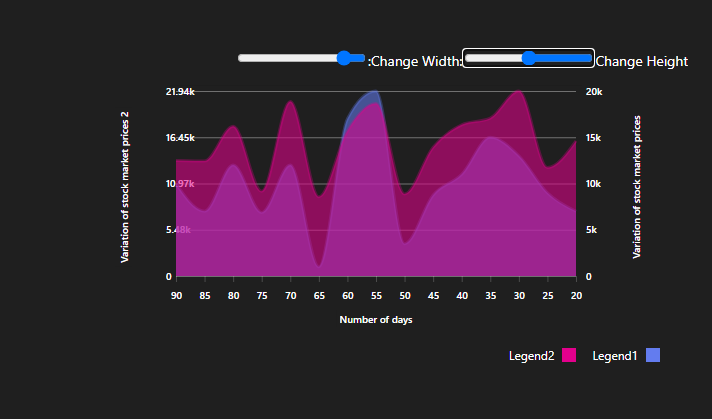 :Change Width: Change Height
Variation of stock market prices 2
21.94k
16.45k
10.97k
5.48k
0
20k
15k
10k
5k
0
Variation of stock market prices
90 85 80 75 70 65 60 55 50 45 40 35 30 25 20
Number of days
Legend2 Legend1